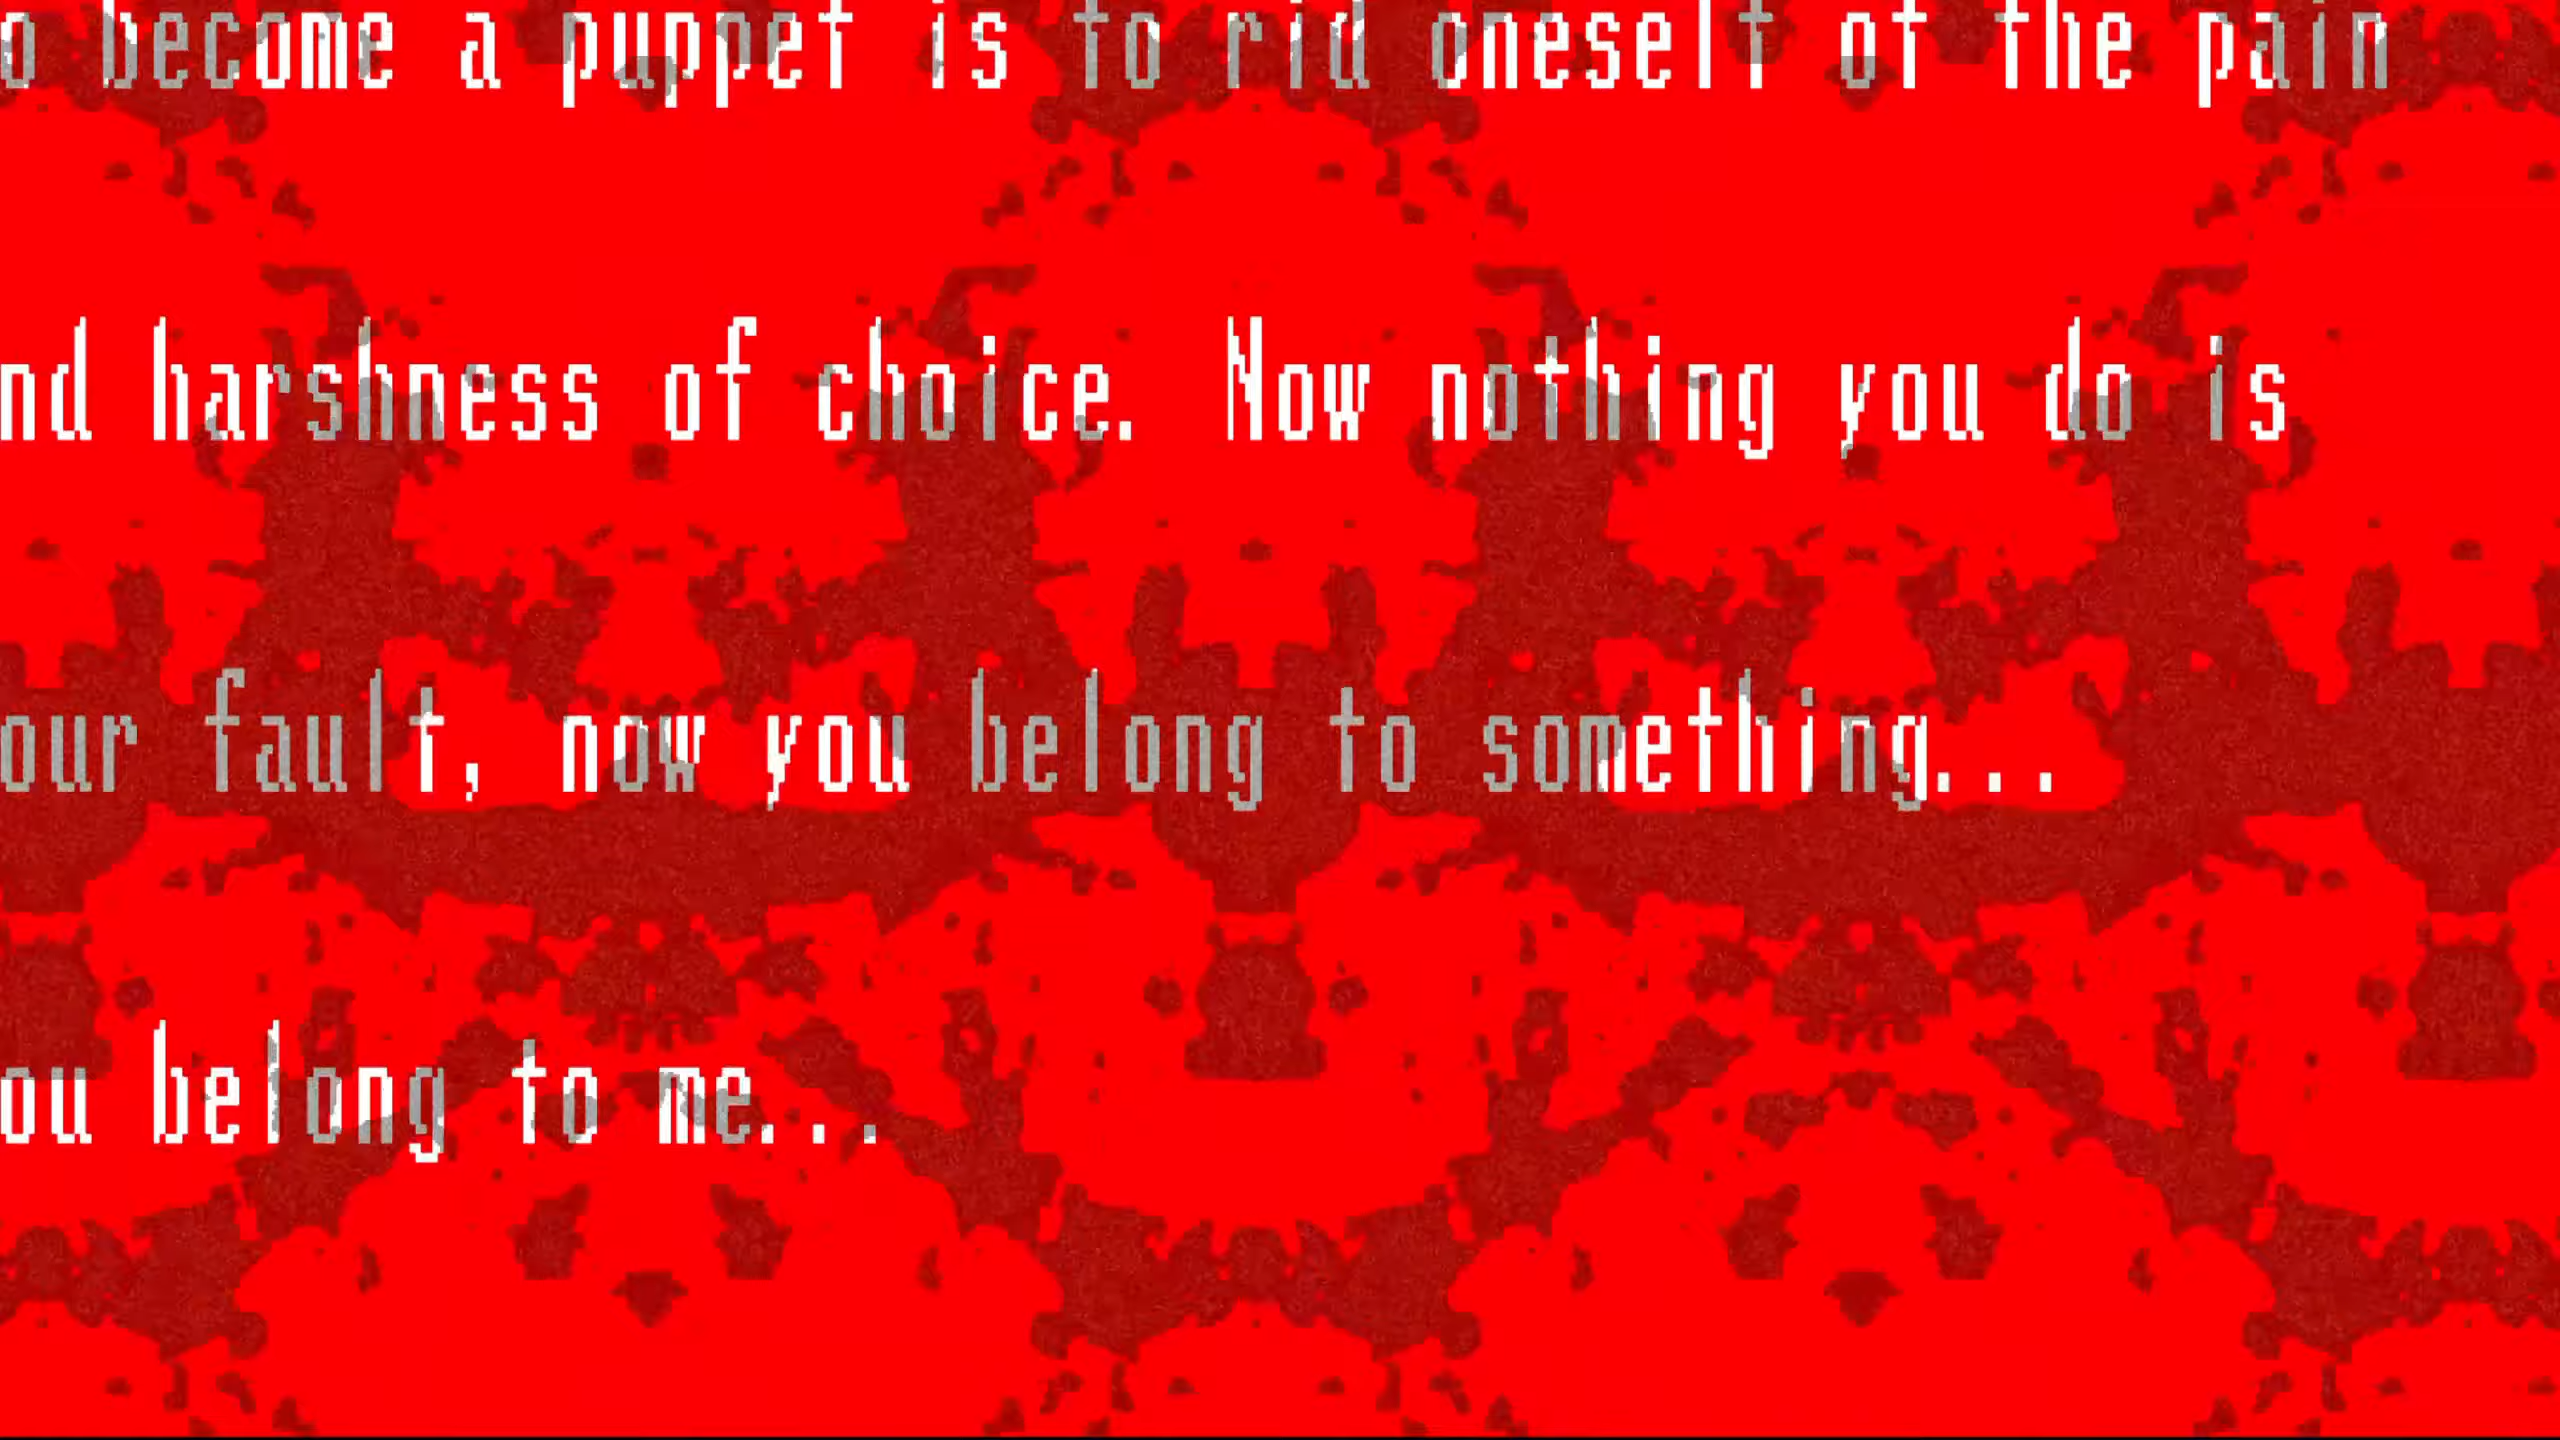 o become a puppet is to rid oneself of the pain
nd harshness of choice. Now nothing you do is
our fault, now you belong to something...
ou belong to me...